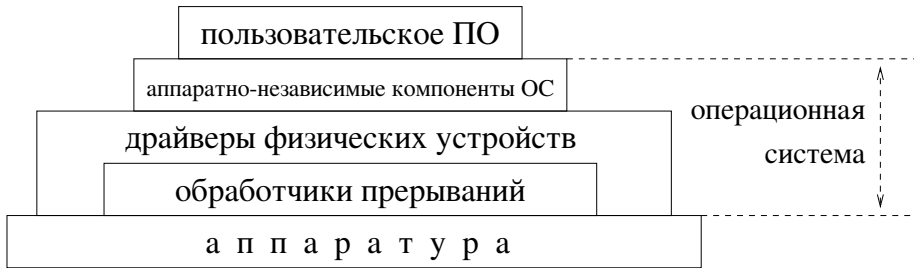 пользовательское ПО
аппаратно-независимые компоненты ОС
драйверы физических устройств
обработчики прерываний
а п п а р а т у р а
операционная
система